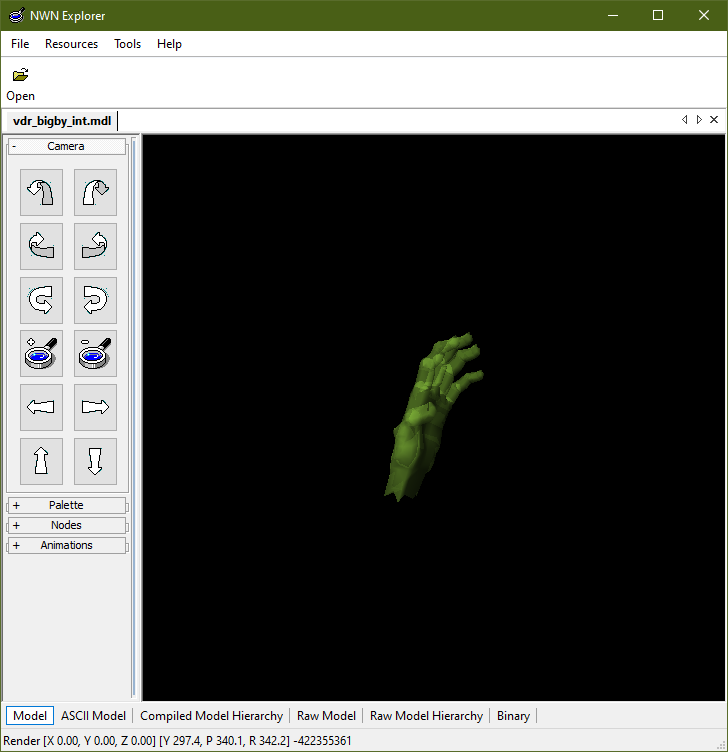 NWN Explorer
File Resources Tools Help
Open
vdr_bigby_int.mdl
- Camera
+ Palette
+ Nodes
+ Animations
Model ASCII Model Compiled Model Hierarchy Raw Model Raw Model Hierarchy Binary
Render [X 0.00, Y 0.00, Z 0.00] [Y 297.4, P 340.1, R 342.2] -422355361